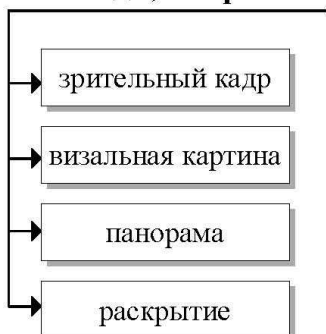 зрительный кадр
визальная картина
панорама
раскрытие